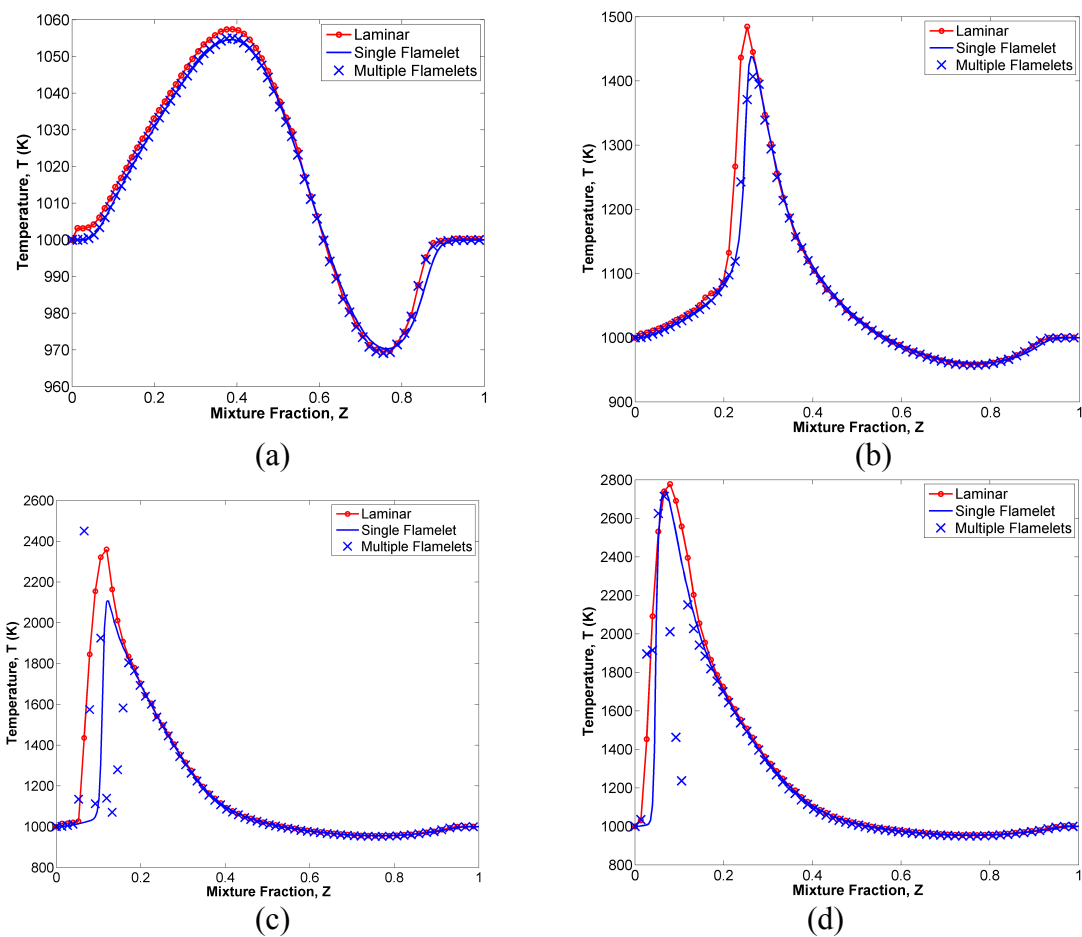 1060
1050
1040
1030
1020
1010
1000
990
980
970
960
Temperature, T (K)
Laminar
Single Flamelet
Multiple Flamelets
0
0.2
0.4
0.6
0.8
1
Mixture Fraction, Z
(a)
1500
1400
1300
1200
1100
1000
900
Temperature, T (K)
Laminar
Single Flamelet
Multiple Flamelets
0
0.2
0.4
0.6
0.8
1
Mixture Fraction, Z
(b)
2600
2400
2200
2000
1800
1600
1400
1200
1000
800
Temperature, T (K)
Laminar
Single Flamelet
Multiple Flamelets
0
0.2
0.4
0.6
0.8
1
Mixture Fraction, Z
(c)
2800
2600
2400
2200
2000
1800
1600
1400
1200
1000
800
Temperature, T (K)
Laminar
Single Flamelet
Multiple Flamelets
0
0.2
0.4
0.6
0.8
1
Mixture Fraction, Z
(d)